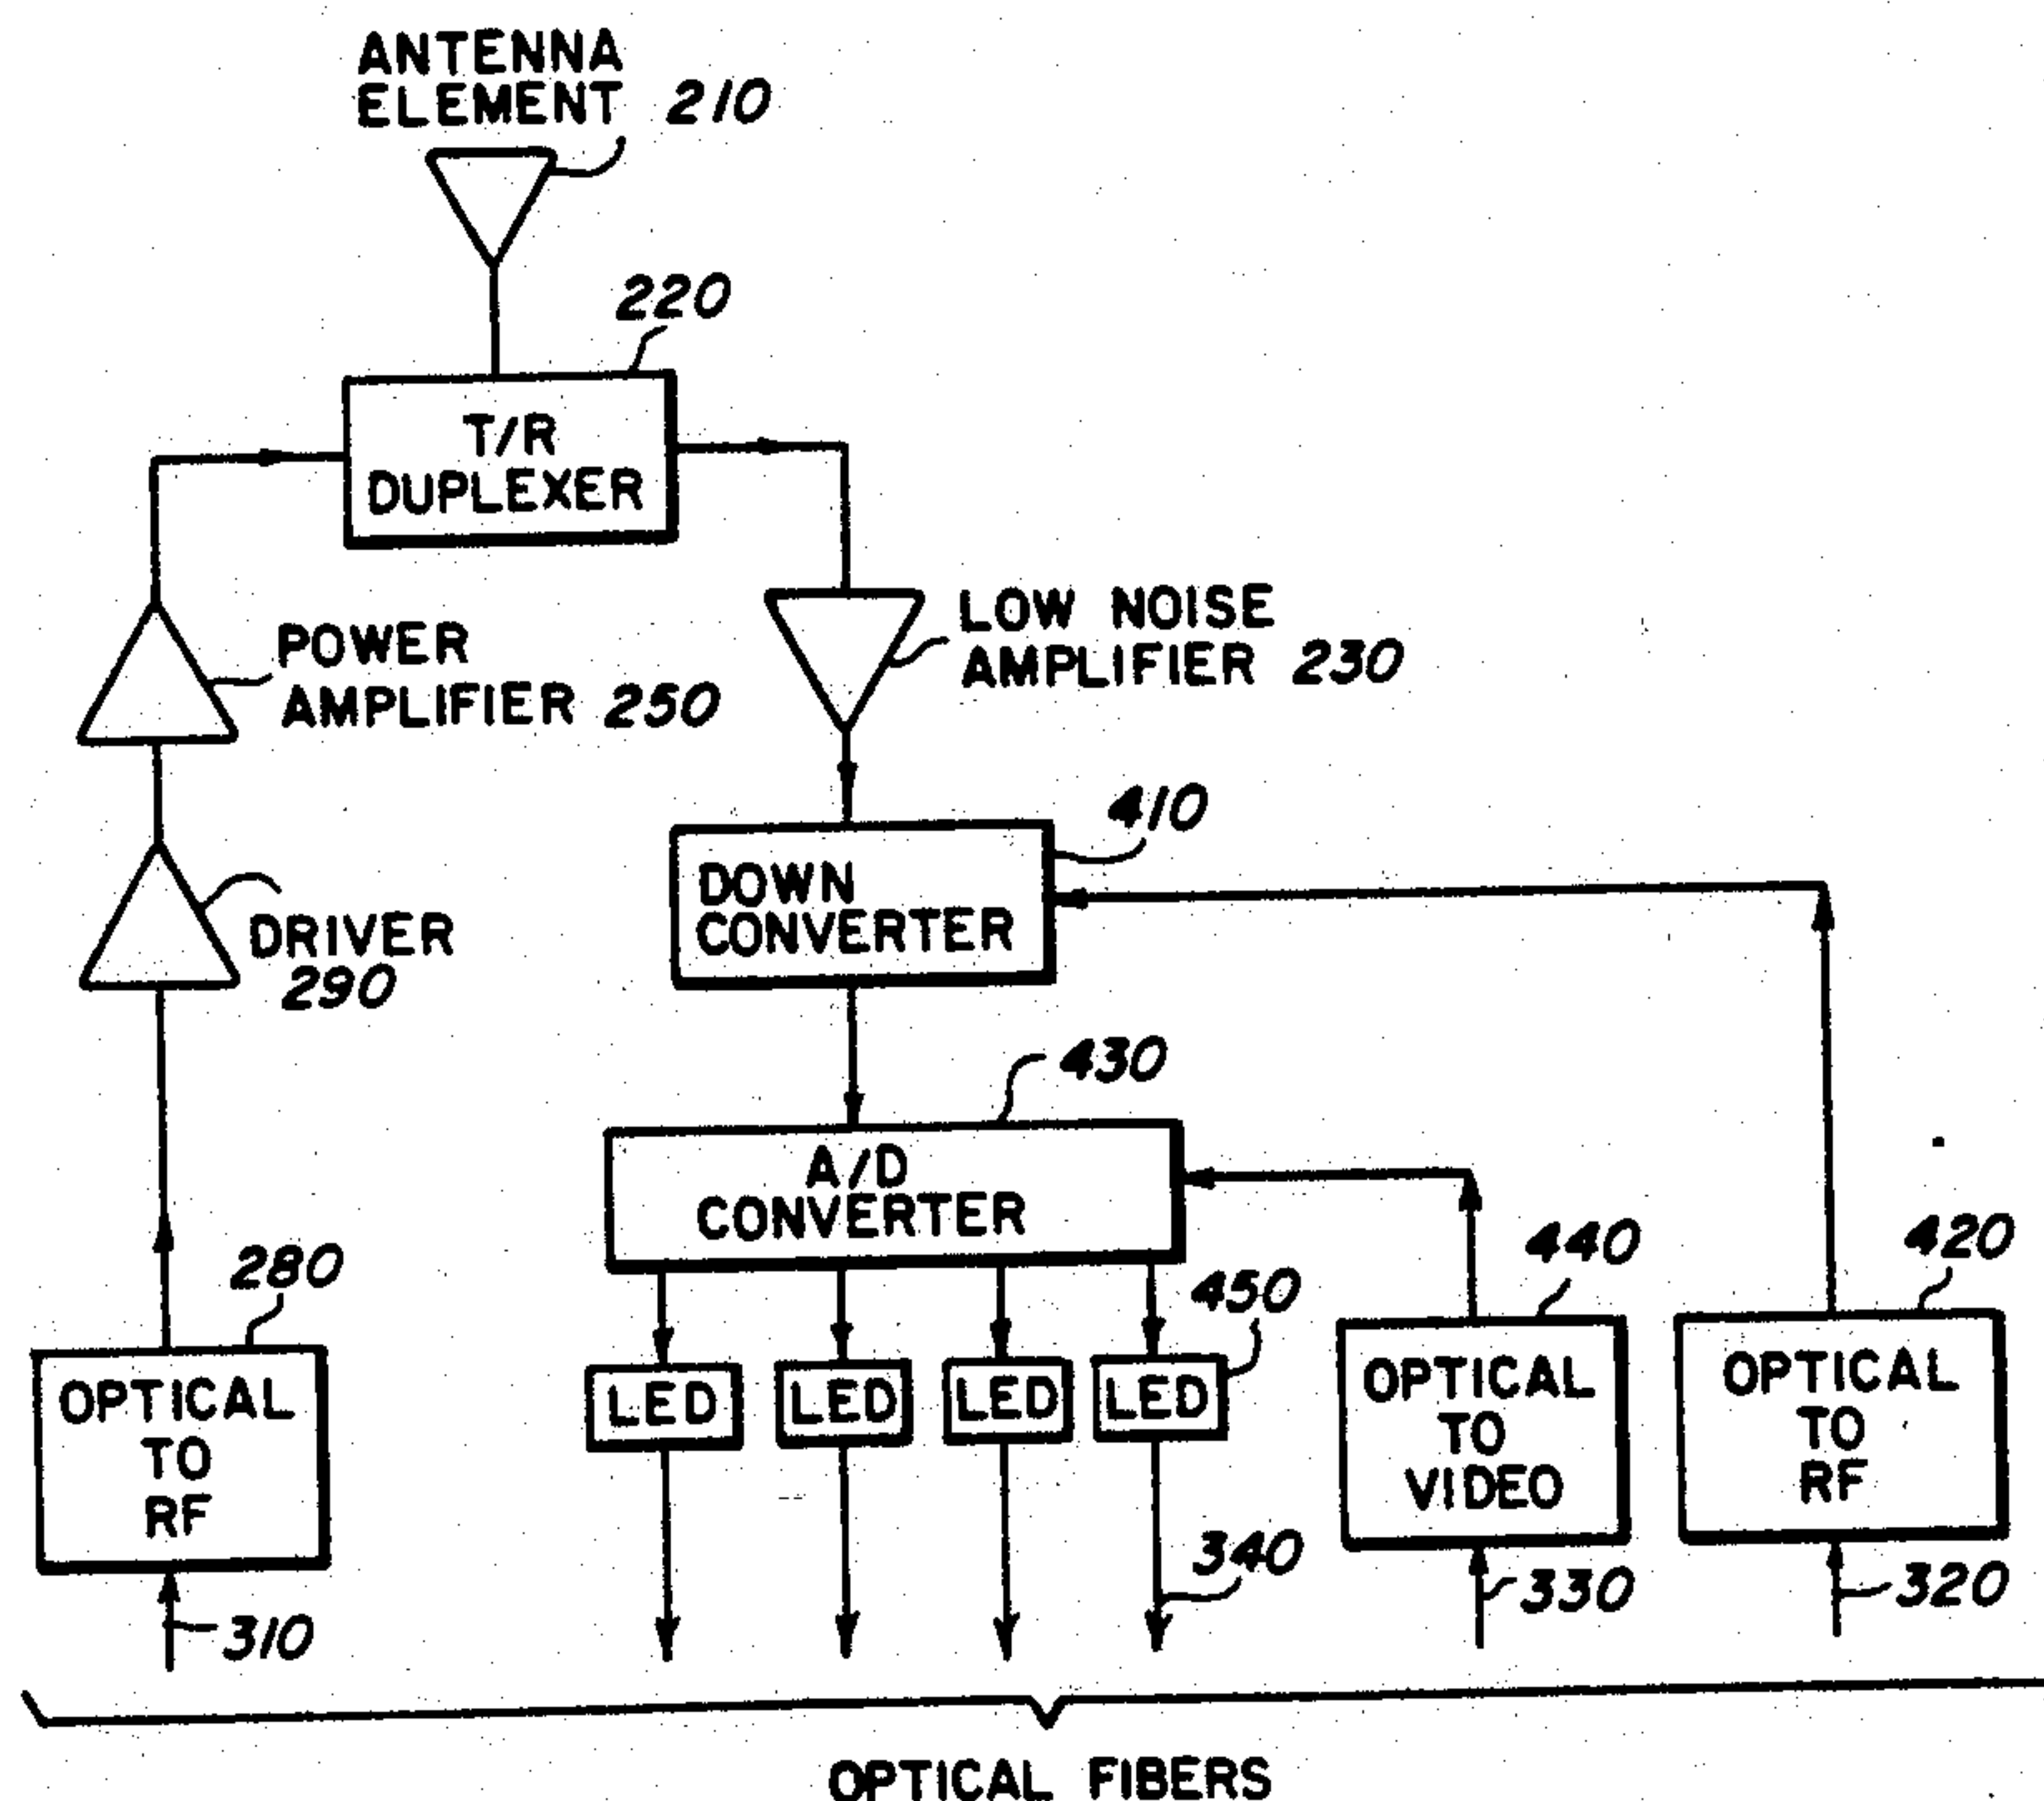 ANTENNA
ELEMENT 210
220
T/R
DUPLEXER
LOW NOISE
AMPLIFIER 230
POWER
AMPLIFIER 250
410
DOWN
CONVERTER
DRIVER
290
430
A/D
CONVERTER
280
440
420
450
OPTICAL
TO
RF
LED
LED
LED
LED
OPTICAL
TO
VIDEO
OPTICAL
TO
RF
310
340
330
320
OPTICAL FIBERS